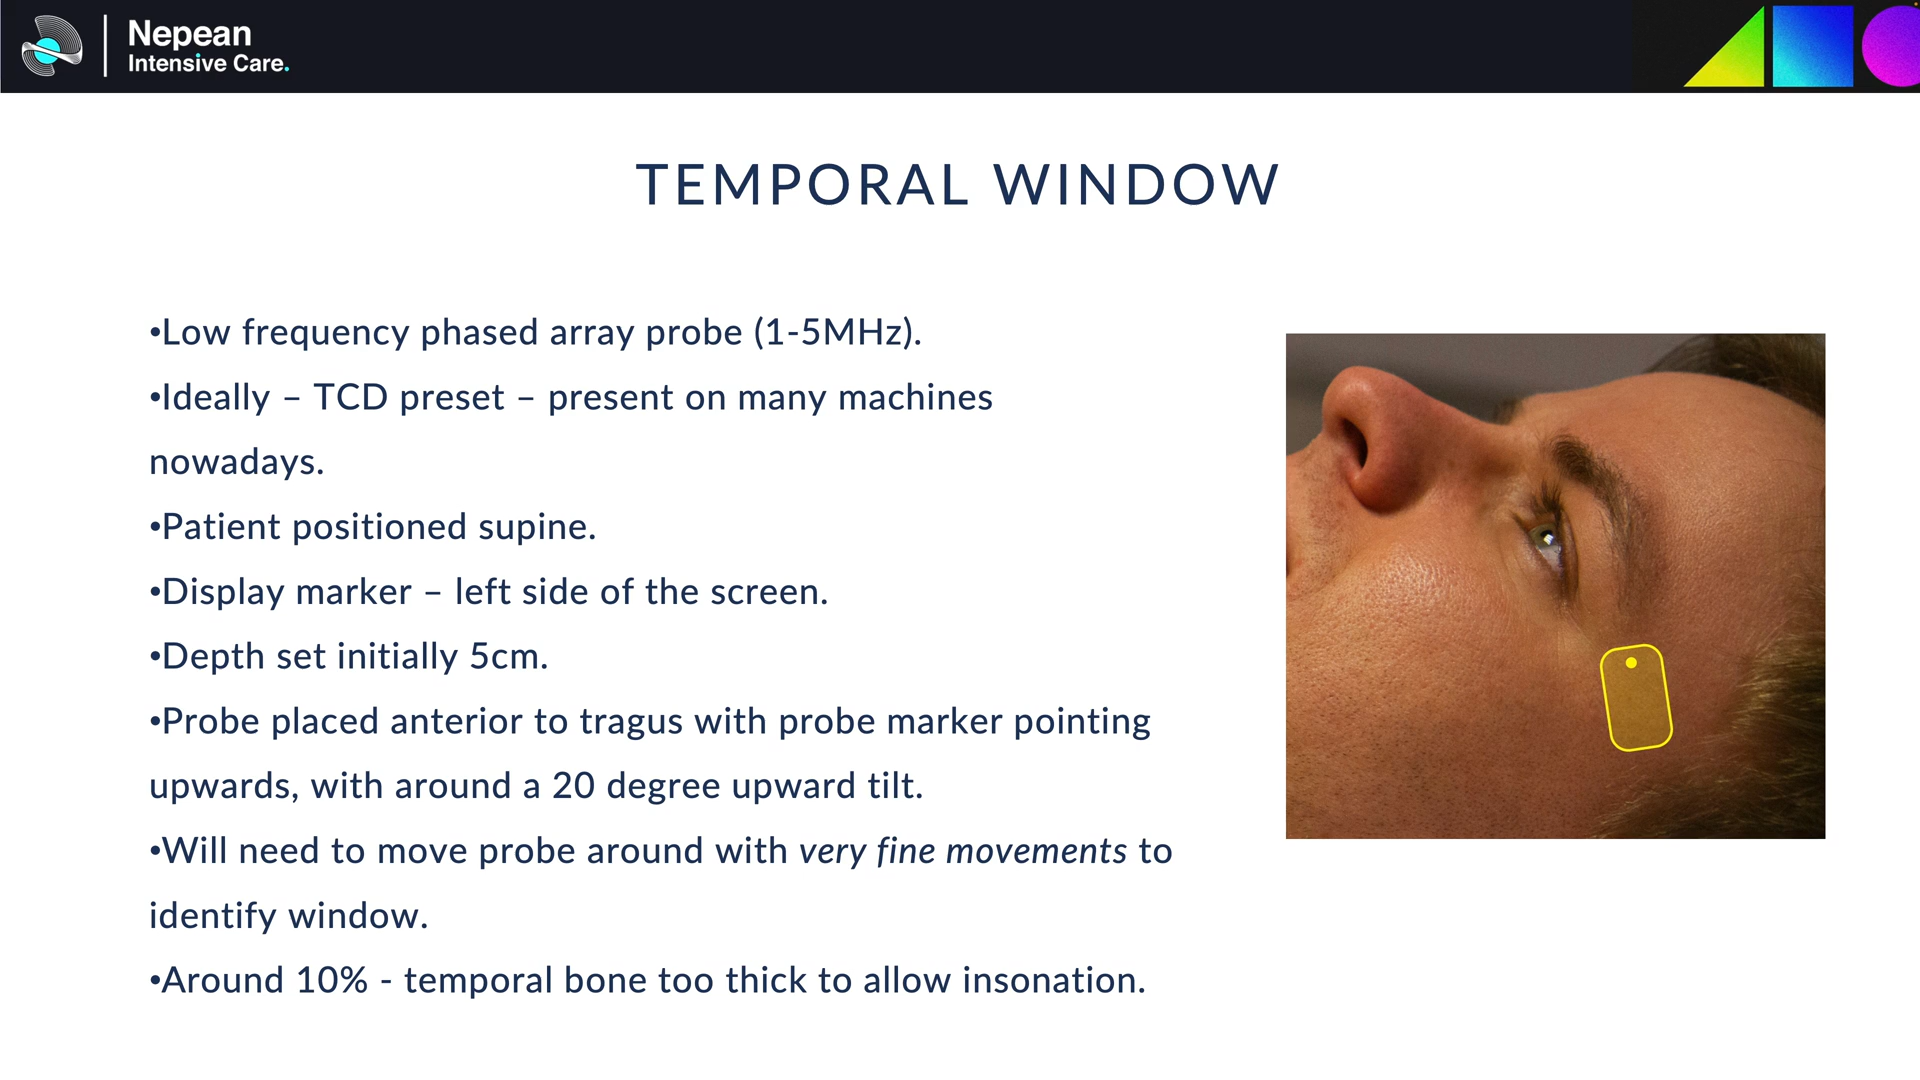 Nepean
Intensive Care.
TEMPORAL WINDOW
•Low frequency phased array probe (1-5MHz).
•Ideally – TCD preset – present on many machines
nowadays.
•Patient positioned supine.
•Display marker – left side of the screen.
•Depth set initially 5cm.
•Probe placed anterior to tragus with probe marker pointing
upwards, with around a 20 degree upward tilt.
•Will need to move probe around with very fine movements to
identify window.
•Around 10% - temporal bone too thick to allow insonation.